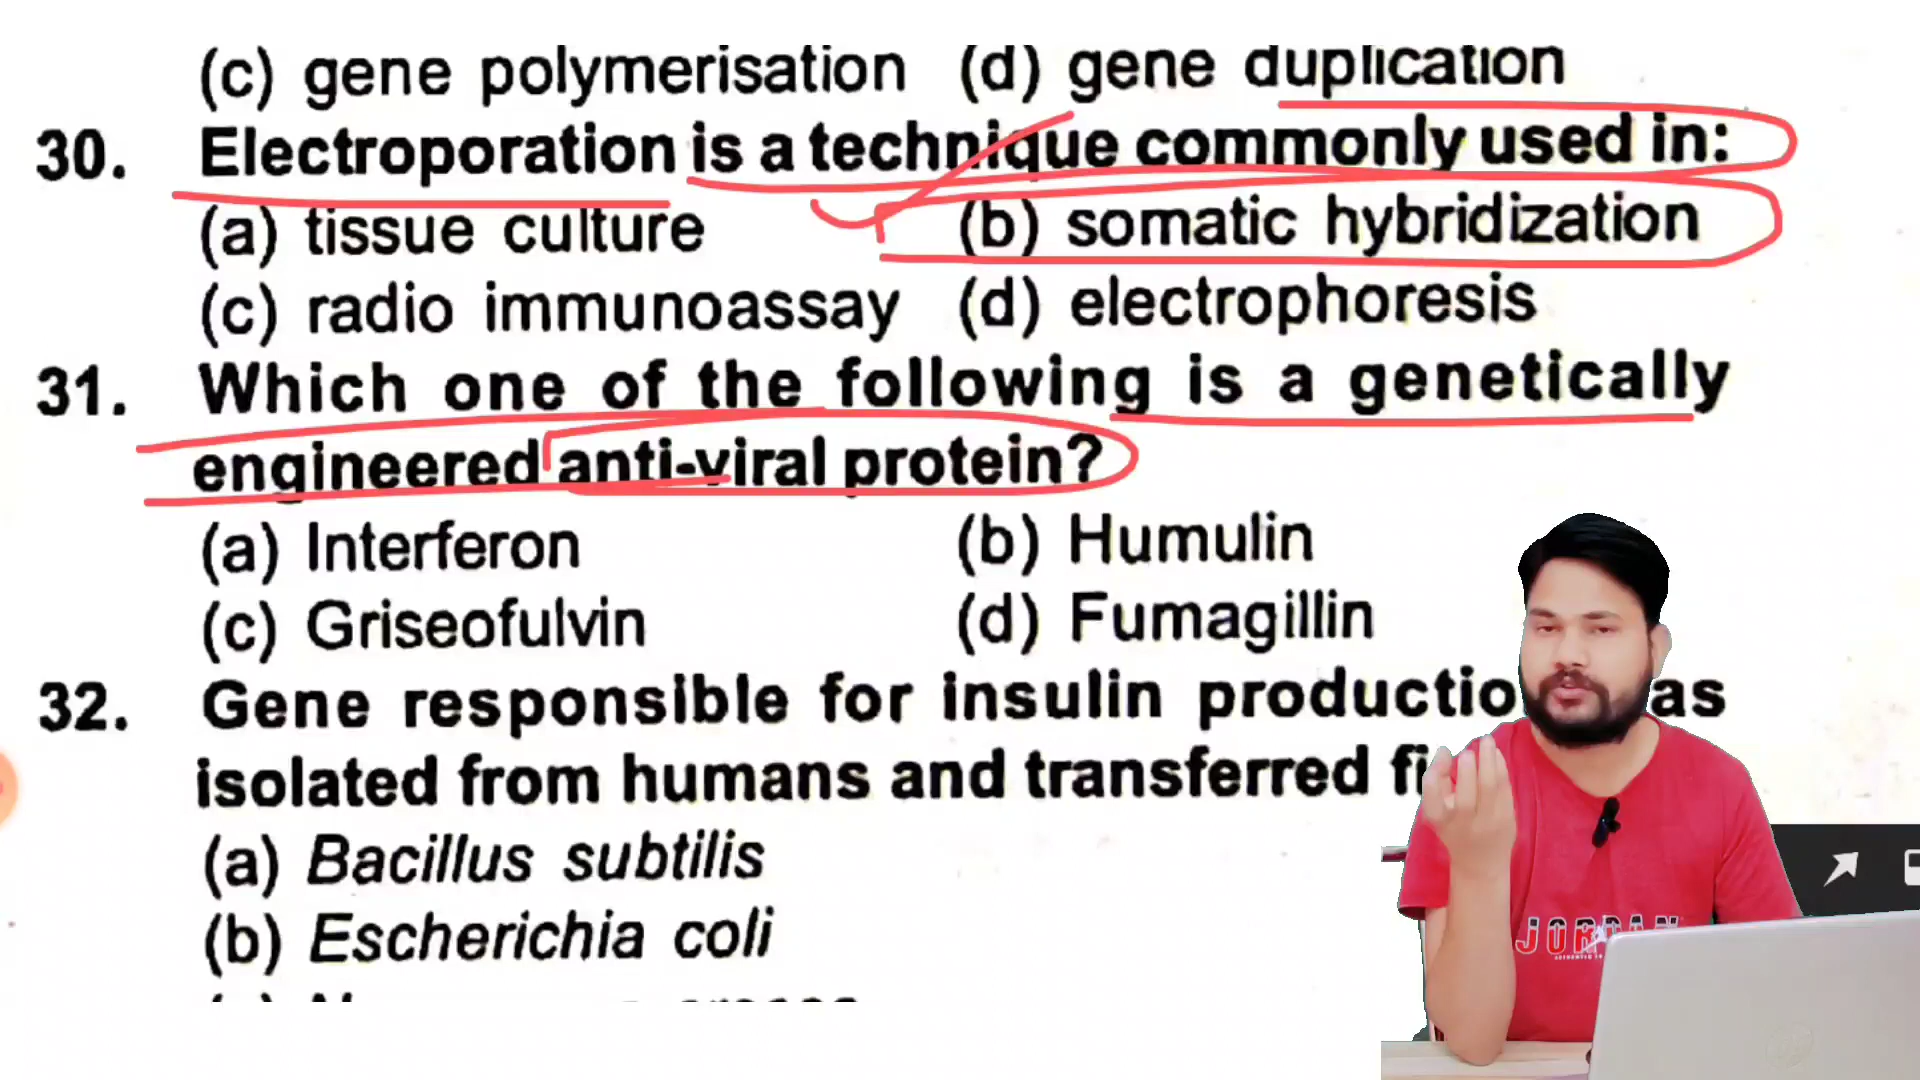 (c) gene polymerisation (d) gene duplication
30. Electroporation is a technique commonly used in:
(a) tissue culture (b) somatic hybridization
(c) radio immunoassay (d) electrophoresis
31. Which one of the following is a genetically
engineered anti-viral protein?
(a) Interferon (b) Humulin
(c) Griseofulvin (d) Fumagillin
32. Gene responsible for insulin as
isolated from humans and transferred
(a) Bacillus subtilis
(b) Escherichia coli
JORDAN